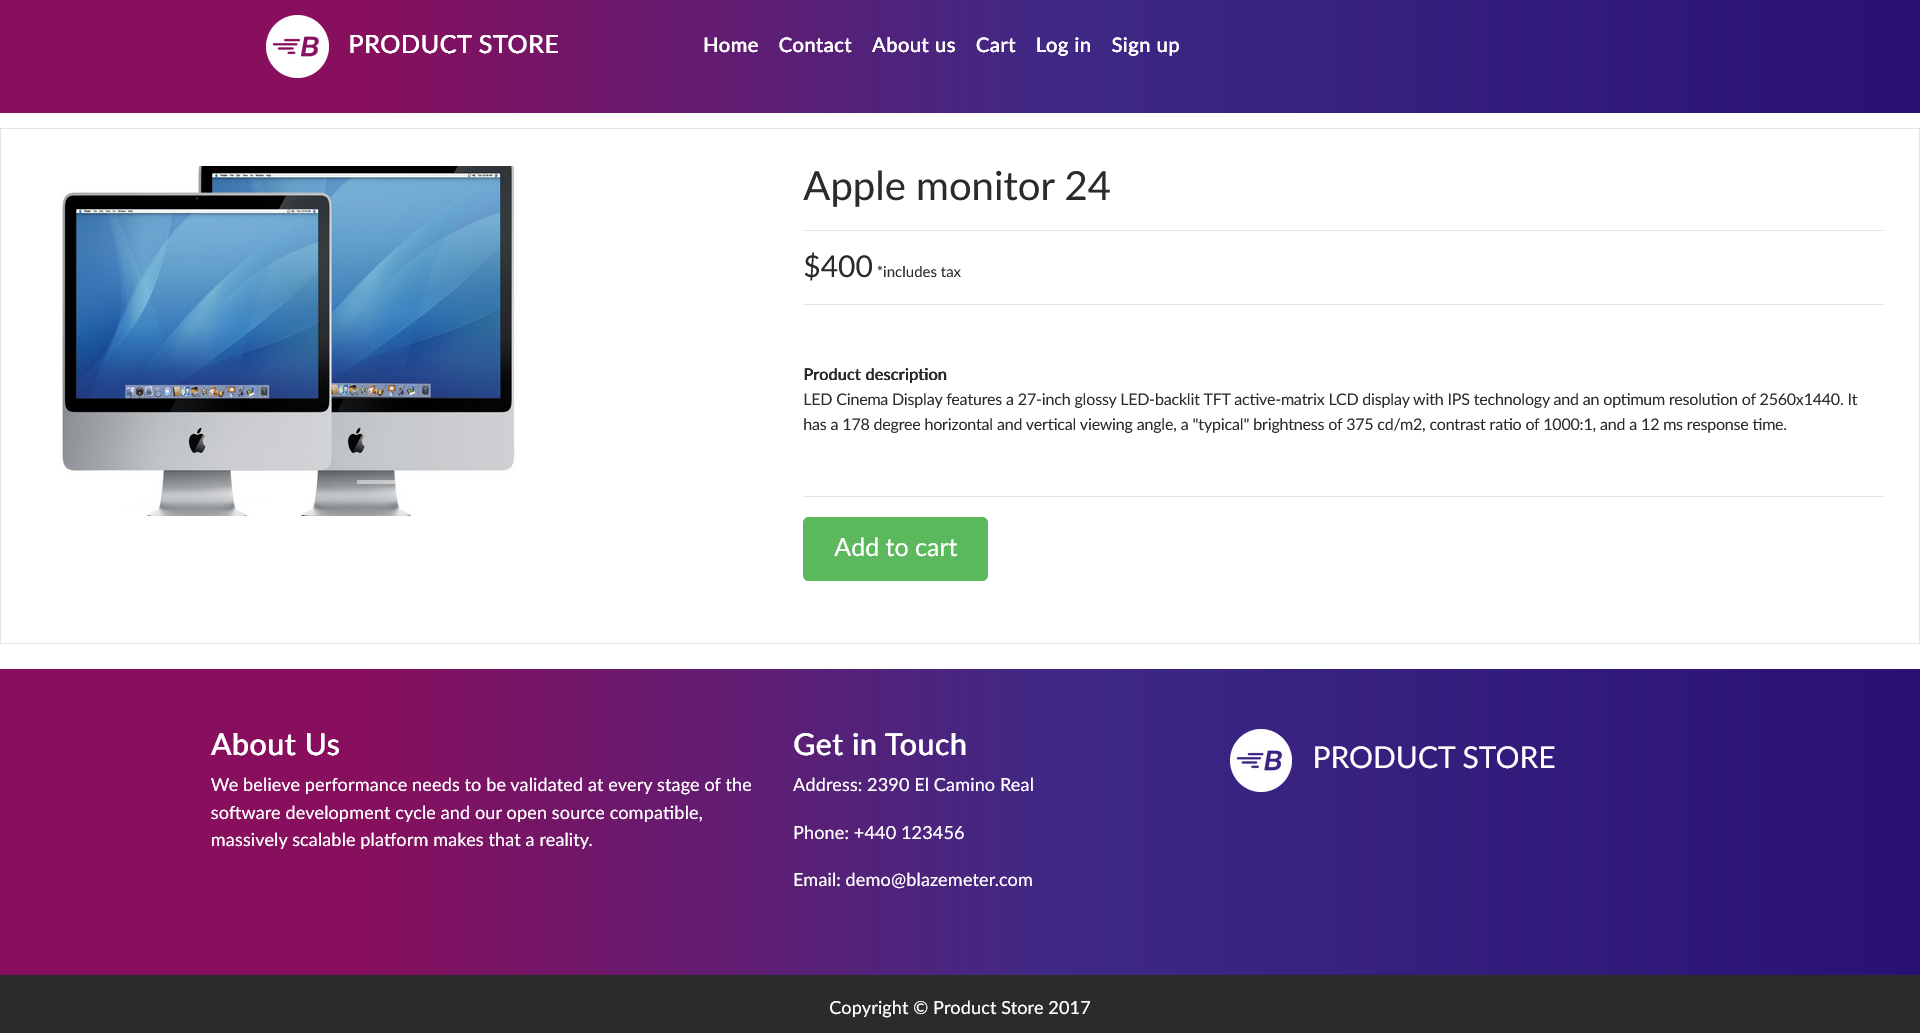 B PRODUCT STORE
Home Contact About us Cart Log in Sign up
Apple monitor 24
$400 *includes tax
Product description
LED Cinema Display features a 27-inch glossy LED-backlit TFT active-matrix LCD display with IPS technology and an optimum resolution of 2560x1440. It
has a 178 degree horizontal and vertical viewing angle, a "typical" brightness of 375 cd/m2, contrast ratio of 1000:1, and a 12 ms response time.
Add to cart
About Us
We believe performance needs to be validated at every stage of the
software development cycle and our open source compatible,
massively scalable platform makes that a reality.
Get in Touch
Address: 2390 El Camino Real
Phone: +440 123456
Email: demo@blazemeter.com
B PRODUCT STORE
Copyright © Product Store 2017